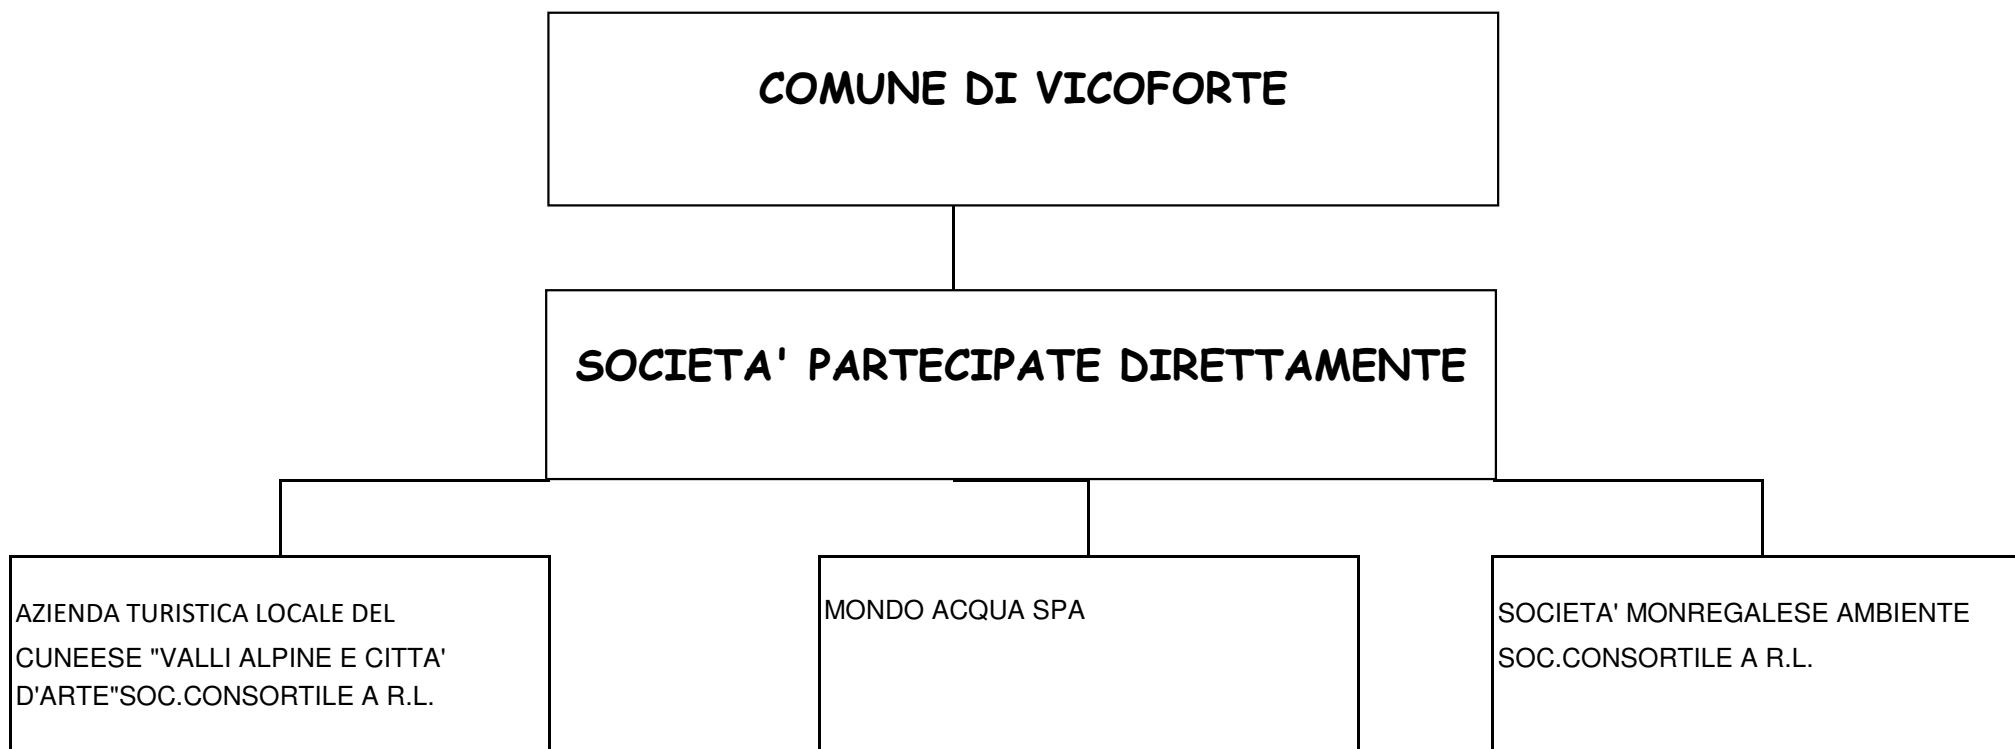 COMUNE DI VICOFORTE
SOCIETA' PARTECIPATE DIRETTAMENTE
AZIENDA TURISTICA LOCALE DEL
CUNEESE "VALLI ALPINE E CITTA'
D'ARTE"SOC.CONSORTILE A R.L.
MONDO ACQUA SPA
SOCIETA' MONREGALESE AMBIENTE
SOC.CONSORTILE A R.L.